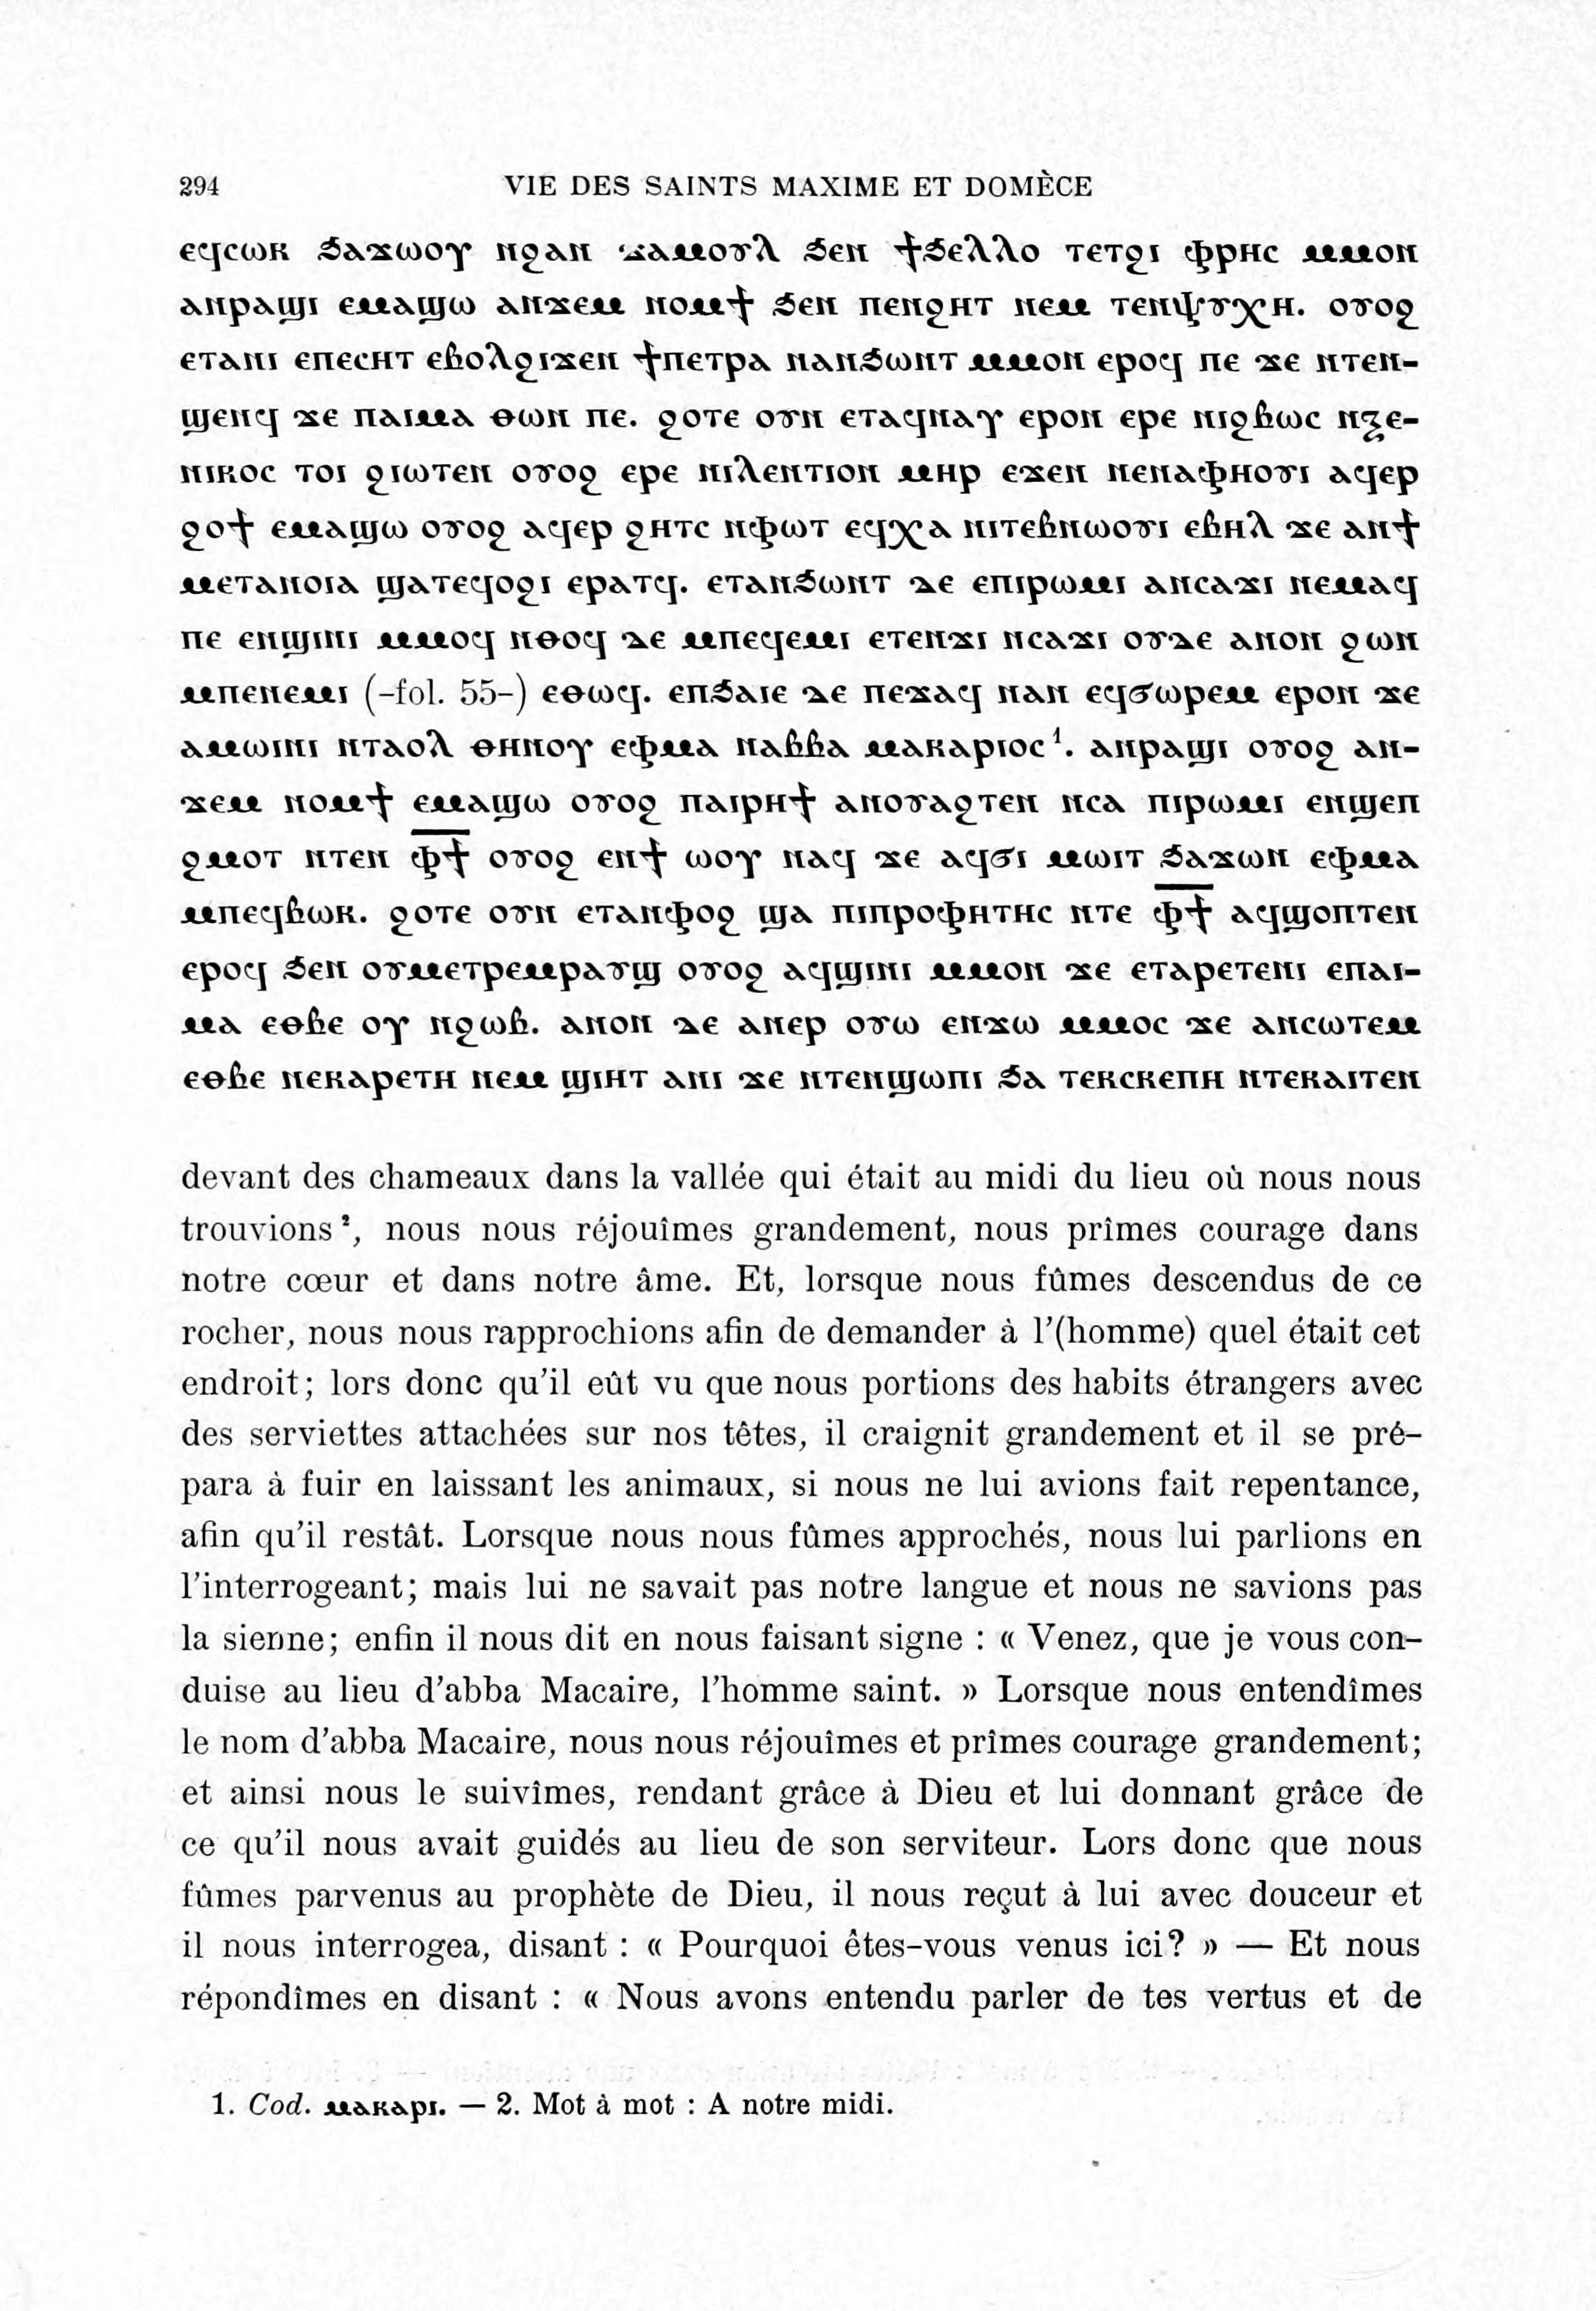 294 VIE DES SAINTS MAXIME ET DOMÈCE
ⲉϥⲥⲱⲕ ϧⲁϫⲱⲟⲩ ⲛϩⲁⲛ ϫⲁⲙⲟⲩⲗ ϧⲉⲛ ϯϧⲉⲗⲗⲟ ⲧⲉⲧϩⲓ ⲫⲣⲏⲥ ⲙⲙⲟⲛ
ⲁⲛⲣⲁϣⲓ ⲉⲙⲁϣⲱ ⲁⲛϫⲉⲙ ⲛⲟⲙϯ ϧⲉⲛ ⲡⲉⲛϩⲏⲧ ⲛⲉⲙ ⲧⲉⲛⲯⲩⲭⲏ. ⲟⲩⲟϩ
ⲉⲧⲁⲛⲓ ⲉⲡⲉⲥⲏⲧ ⲉⲃⲟⲗϩⲓϫⲉⲛ ϯⲡⲉⲧⲣⲁ ⲛⲁⲛϧⲱⲛⲧ ⲙⲙⲟⲛ ⲉⲣⲟϥ ⲡⲉ ϫⲉ ⲛⲧⲉⲛ-
ϣⲉⲛϥ ϫⲉ ⲡⲁⲓⲙⲁ ⲑⲱⲛ ⲡⲉ. ϩⲟⲧⲉ ⲟⲩⲛ ⲉⲧⲁϥⲛⲁⲩ ⲉⲣⲟⲛ ⲉⲣⲉ ⲛⲓϩⲃⲱⲥ ⲛⲝⲉ-
ⲛⲓⲕⲟⲥ ⲧⲟⲓ ϩⲓⲱⲧⲉⲛ ⲟⲩⲟϩ ⲉⲣⲉ ⲛⲓⲗⲉⲛⲧⲓⲟⲛ ⲙⲏⲣ ⲉϫⲉⲛ ⲛⲉⲛⲁⲫⲏⲟⲩⲓ ⲁϥⲉⲣ
ϩⲟϯ ⲉⲙⲁϣⲱ ⲟⲩⲟϩ ⲁϥⲉⲣ ϩⲏⲧⲥ ⲛⲫⲱⲧ ⲉϥⲭⲁ ⲛⲓⲧⲉⲃⲛⲱⲟⲩⲓ ⲉⲃⲏⲗ ϫⲉ ⲁⲛϯ
ⲙⲉⲧⲁⲛⲟⲓⲁ ϣⲁⲧⲉϥⲟϩⲓ ⲉⲣⲁⲧϥ. ⲉⲧⲁⲛϧⲱⲛⲧ ⲇⲉ ⲉⲡⲓⲣⲱⲙⲓ ⲁⲛⲥⲁϫⲓ ⲛⲉⲙⲁϥ
ⲡⲉ ⲉⲛϣⲓⲛⲓ ⲙⲙⲟϥ ⲛⲑⲟϥ ⲇⲉ ⲙⲡⲉϥⲉⲙⲓ ⲉⲧⲉⲛϫⲓ ⲛⲥⲁϫⲓ ⲟⲩⲇⲉ ⲁⲛⲟⲛ ϩⲱⲛ
ⲙⲡⲉⲛⲉⲙⲓ (-fol. 55-) ⲉⲑⲱϥ. ⲉⲡϧⲁⲓⲉ ⲇⲉ ⲡⲉϫⲁϥ ⲛⲁⲛ ⲉϥϭⲱⲣⲉⲙ ⲉⲣⲟⲛ ϫⲉ
ⲁⲙⲱⲓⲛⲓ ⲛⲧⲁⲟⲗ ⲑⲏⲛⲟⲩ ⲉⲫⲙⲁ ⲛⲁⲃⲃⲁ ⲙⲁⲕⲁⲣⲓⲟⲥ¹. ⲁⲛⲣⲁϣⲓ ⲟⲩⲟϩ ⲁⲛ-
ϫⲉⲙ ⲛⲟⲙϯ ⲉⲙⲁϣⲱ ⲟⲩⲟϩ ⲡⲁⲓⲣⲏϯ ⲁⲛⲟⲩⲁϩⲧⲉⲛ ⲛⲥⲁ ⲡⲓⲣⲱⲙⲓ ⲉⲛϣⲉⲡ
ϩⲙⲟⲧ ⲛⲧⲉⲛ ⲫ̅ϯ̅ ⲟⲩⲟϩ ⲉⲛϯ ⲱⲟⲩ ⲛⲁϥ ϫⲉ ⲁϥϭⲓ ⲙⲱⲓⲧ ϧⲁϫⲱⲛ ⲉⲫⲙⲁ
ⲙⲡⲉϥⲃⲱⲕ. ϩⲟⲧⲉ ⲟⲩⲛ ⲉⲧⲁⲛⲫⲟϩ ϣⲁ ⲡⲓⲡⲣⲟⲫⲏⲧⲏⲥ ⲛⲧⲉ ⲫ̅ϯ̅ ⲁϥϣⲟⲡⲧⲉⲛ
ⲉⲣⲟϥ ϧⲉⲛ ⲟⲩⲙⲉⲧⲣⲉⲙⲣⲁⲩϣ ⲟⲩⲟϩ ⲁϥϣⲓⲛⲓ ⲙⲙⲟⲛ ϫⲉ ⲉⲧⲁⲣⲉⲧⲉⲛⲓ ⲉⲡⲁⲓ-
ⲙⲁ ⲉⲑⲃⲉ ⲟⲩ ⲛϩⲱⲃ. ⲁⲛⲟⲛ ⲇⲉ ⲁⲛⲉⲣ ⲟⲩⲱ ⲉⲛϫⲱ ⲙⲙⲟⲥ ϫⲉ ⲁⲛⲥⲱⲧⲉⲙ
ⲉⲑⲃⲉ ⲛⲉⲕⲁⲣⲉⲧⲏ ⲛⲉⲙ ϣⲓⲏⲧ ⲁⲛⲓ ϫⲉ ⲛⲧⲉⲛϣⲱⲡⲓ ϧⲁ ⲧⲉⲕⲥⲕⲉⲡⲏ ⲛⲧⲉⲕⲁⲓⲧⲉⲛ
devant des chameaux dans la vallée qui était au midi du lieu où nous nous
trouvions², nous nous réjouîmes grandement, nous prîmes courage dans
notre cœur et dans notre âme. Et, lorsque nous fûmes descendus de ce
rocher, nous nous rapprochions afin de demander à l'(homme) quel était cet
endroit; lors donc qu'il eût vu que nous portions des habits étrangers avec
des serviettes attachées sur nos têtes, il craignit grandement et il se pré-
para à fuir en laissant les animaux, si nous ne lui avions fait repentance,
afin qu'il restât. Lorsque nous nous fûmes approchés, nous lui parlions en
l'interrogeant; mais lui ne savait pas notre langue et nous ne savions pas
la sienne; enfin il nous dit en nous faisant signe : « Venez, que je vous con-
duise au lieu d'abba Macaire, l'homme saint. » Lorsque nous entendîmes
le nom d'abba Macaire, nous nous réjouîmes et prîmes courage grandement;
et ainsi nous le suivîmes, rendant grâce à Dieu et lui donnant grâce de
ce qu'il nous avait guidés au lieu de son serviteur. Lors donc que nous
fûmes parvenus au prophète de Dieu, il nous reçut à lui avec douceur et
il nous interrogea, disant : « Pourquoi êtes-vous venus ici? » — Et nous
répondîmes en disant : « Nous avons entendu parler de tes vertus et de
1. Cod. ⲙⲁⲕⲁⲣⲓ. — 2. Mot à mot : A notre midi.